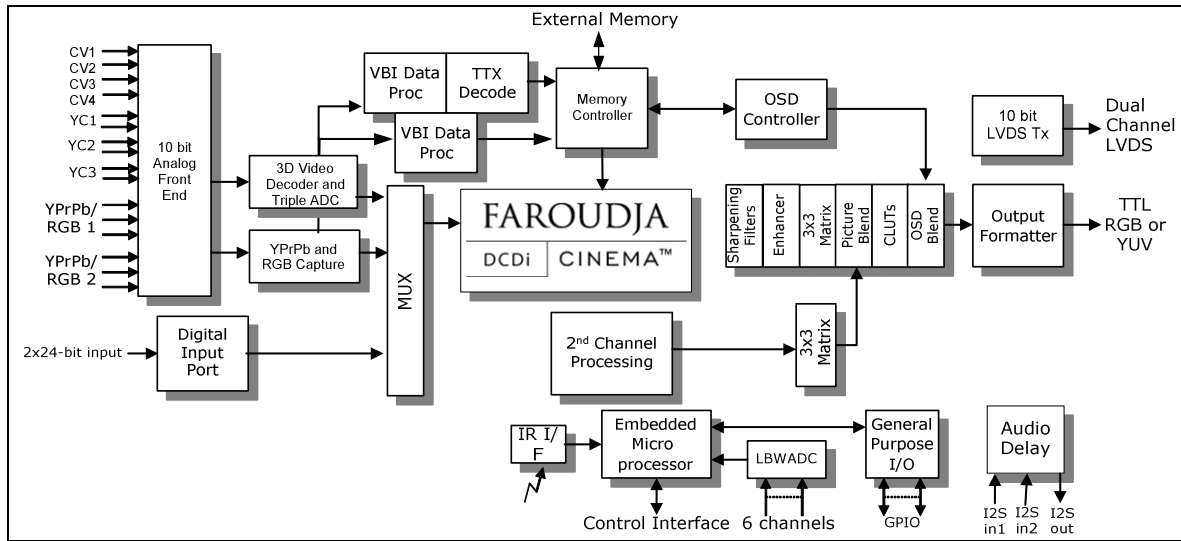 External Memory
CV1
CV2
CV3
CV4
YC1
YC2
YC3
YPrPb/
RGB 1
YPrPb/
RGB 2
10 bit
Analog
Front
End
VBI Data
Proc
TTX
Decode
VBI Data
Proc
Memory
Controller
OSD
Controller
10 bit
LVDS Tx
Dual
Channel
LVDS
3D Video
Decoder and
Triple ADC
YPrPb and
RGB Capture
MUX
FAROUDJA
DCDi
CINEMA™
Sharpening
Filters
Enhancer
3x3
Matrix
Picture
Blend
CLUTs
OSD
Blend
Output
Formatter
TTL
RGB or
YUV
2x24-bit input
Digital
Input
Port
2nd Channel
Processing
3x3
Matrix
IR I/
F
Embedded
Micro
processor
LBWADC
General
Purpose
I/O
Audio
Delay
Control Interface
6 channels
GPIO
I2S
in1
I2S
in2
I2S
out